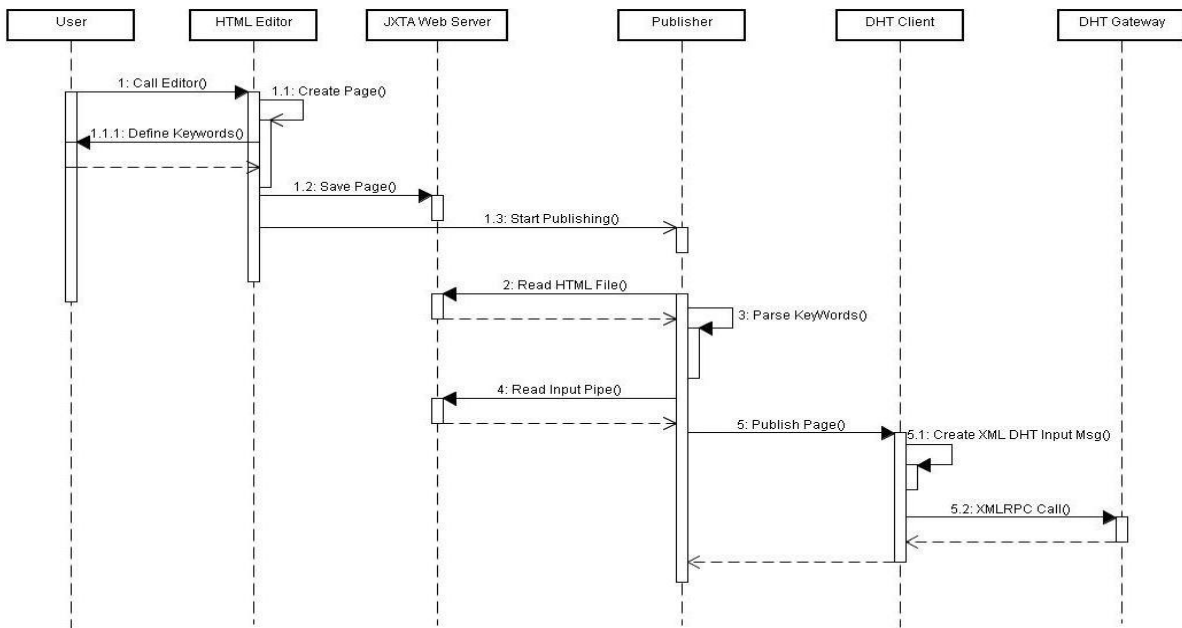 User
HTML Editor
JXTA Web Server
Publisher
DHT Client
DHT Gateway
1: Call Editor()
1.1: Create Page()
1.1.1: Define Keywords()
1.2: Save Page()
1.3: Start Publishing()
2: Read HTML File()
3: Parse KeyWords()
4: Read Input Pipe()
5: Publish Page()
5.1: Create XML DHT Input Msg()
5.2: XMLRPC Call()